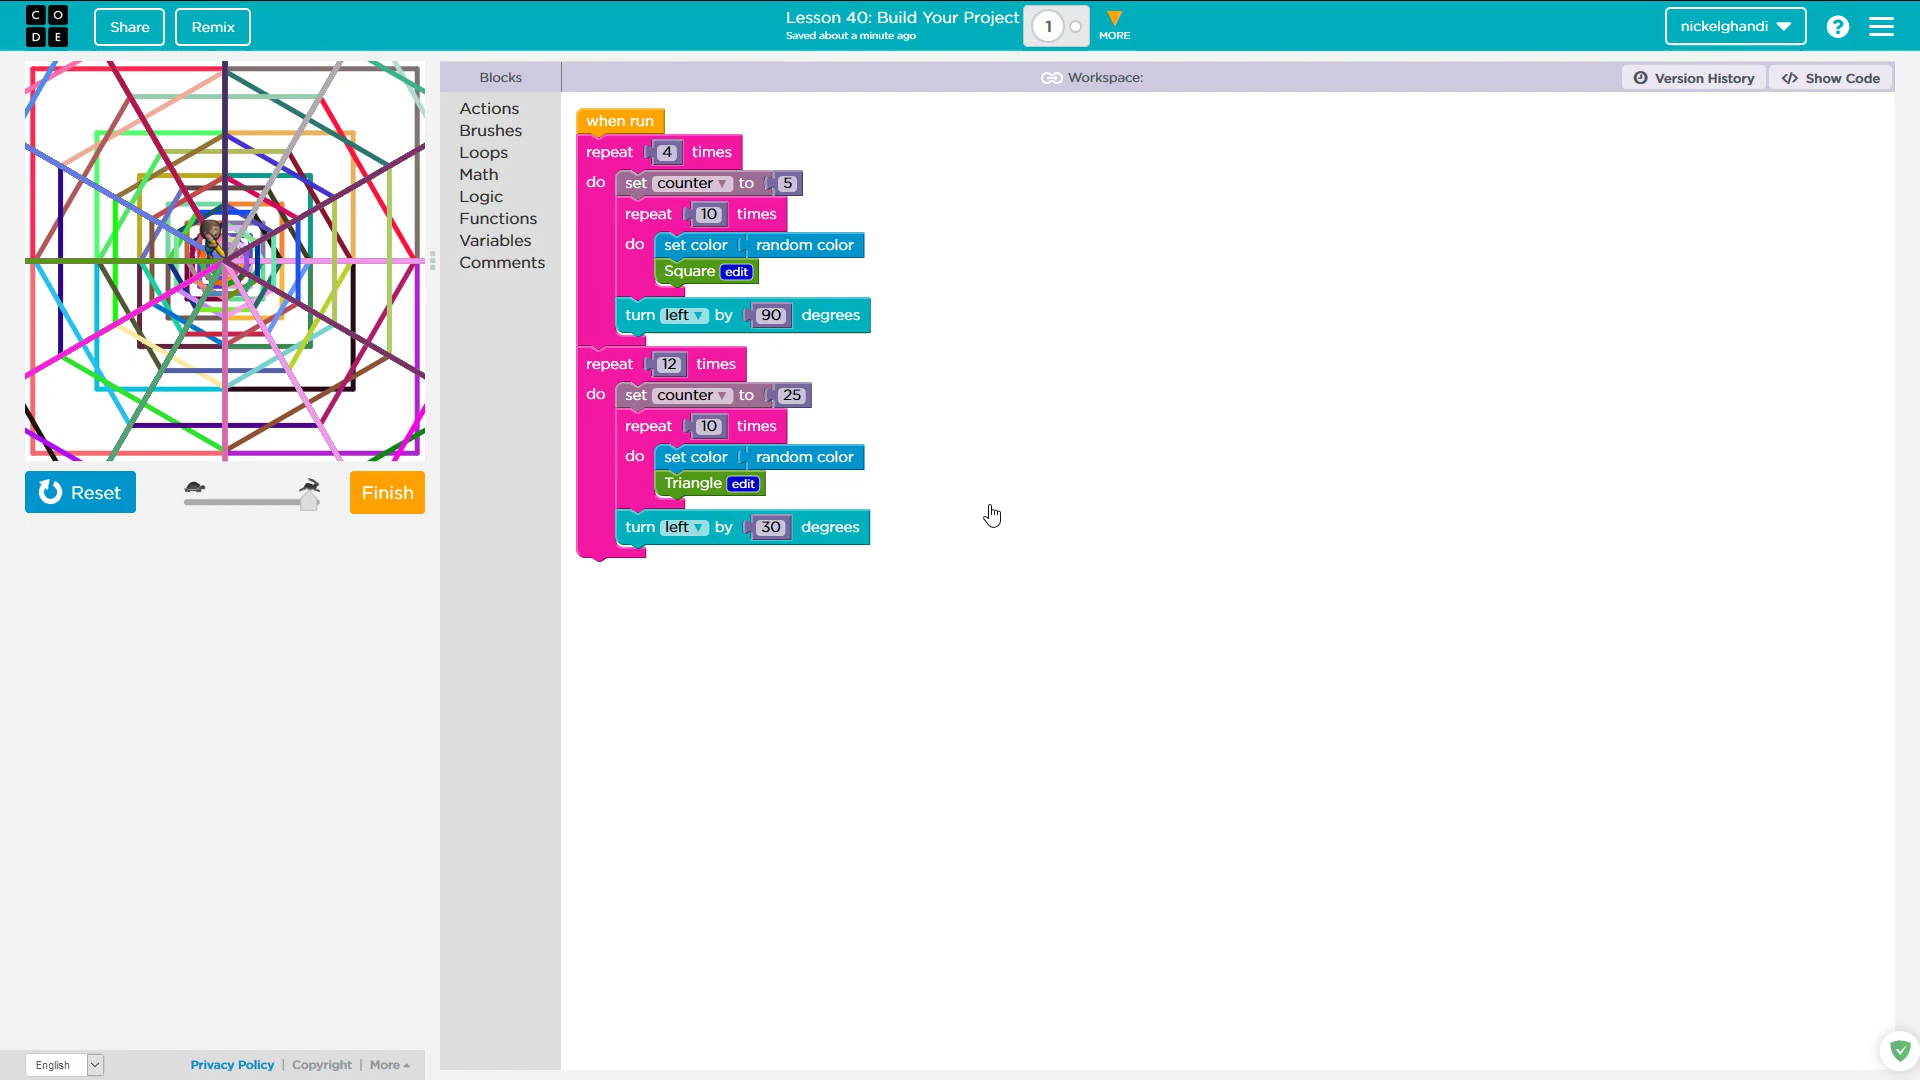 C O
D E
Share
Remix
Lesson 40: Build Your Project
Saved about a minute ago
1
MORE
nickelghandi
?
Blocks
Workspace:
Version History
</> Show Code
Actions
Brushes
Loops
Math
Logic
Functions
Variables
Comments
when run
repeat 4 times
do set counter to 5
repeat 10 times
do set color random color
Square edit
turn left by 90 degrees
repeat 12 times
do set counter to 25
repeat 10 times
do set color random color
Triangle edit
turn left by 30 degrees
Reset
Finish
English
Privacy Policy | Copyright | More